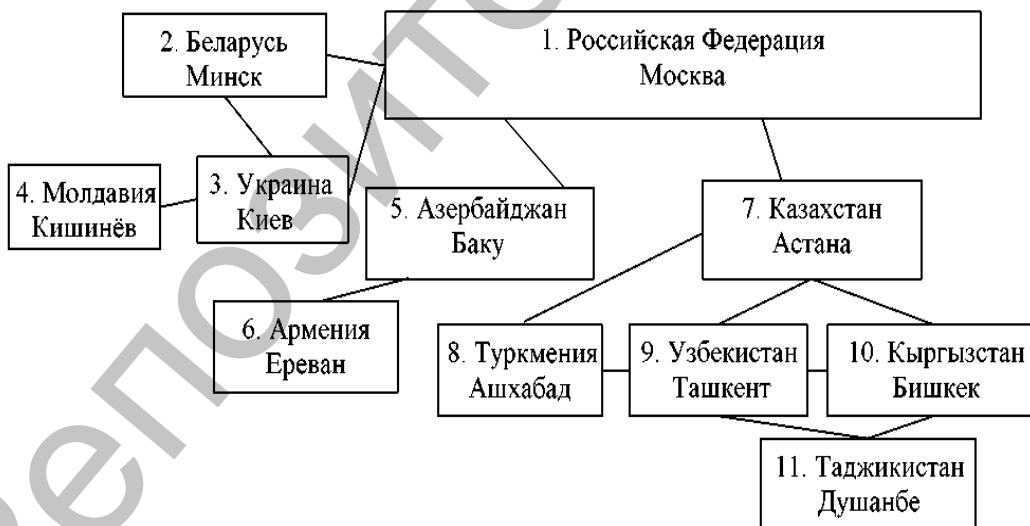 2. Беларусь
Минск
1. Российская Федерация
Москва
4. Молдавия
Кишинёв
3. Украина
Киев
5. Азербайджан
Баку
7. Казахстан
Астана
6. Армения
Ереван
8. Туркмения
Ашхабад
9. Узбекистан
Ташкент
10. Кыргызстан
Бишкек
11. Таджикистан
Душанбе